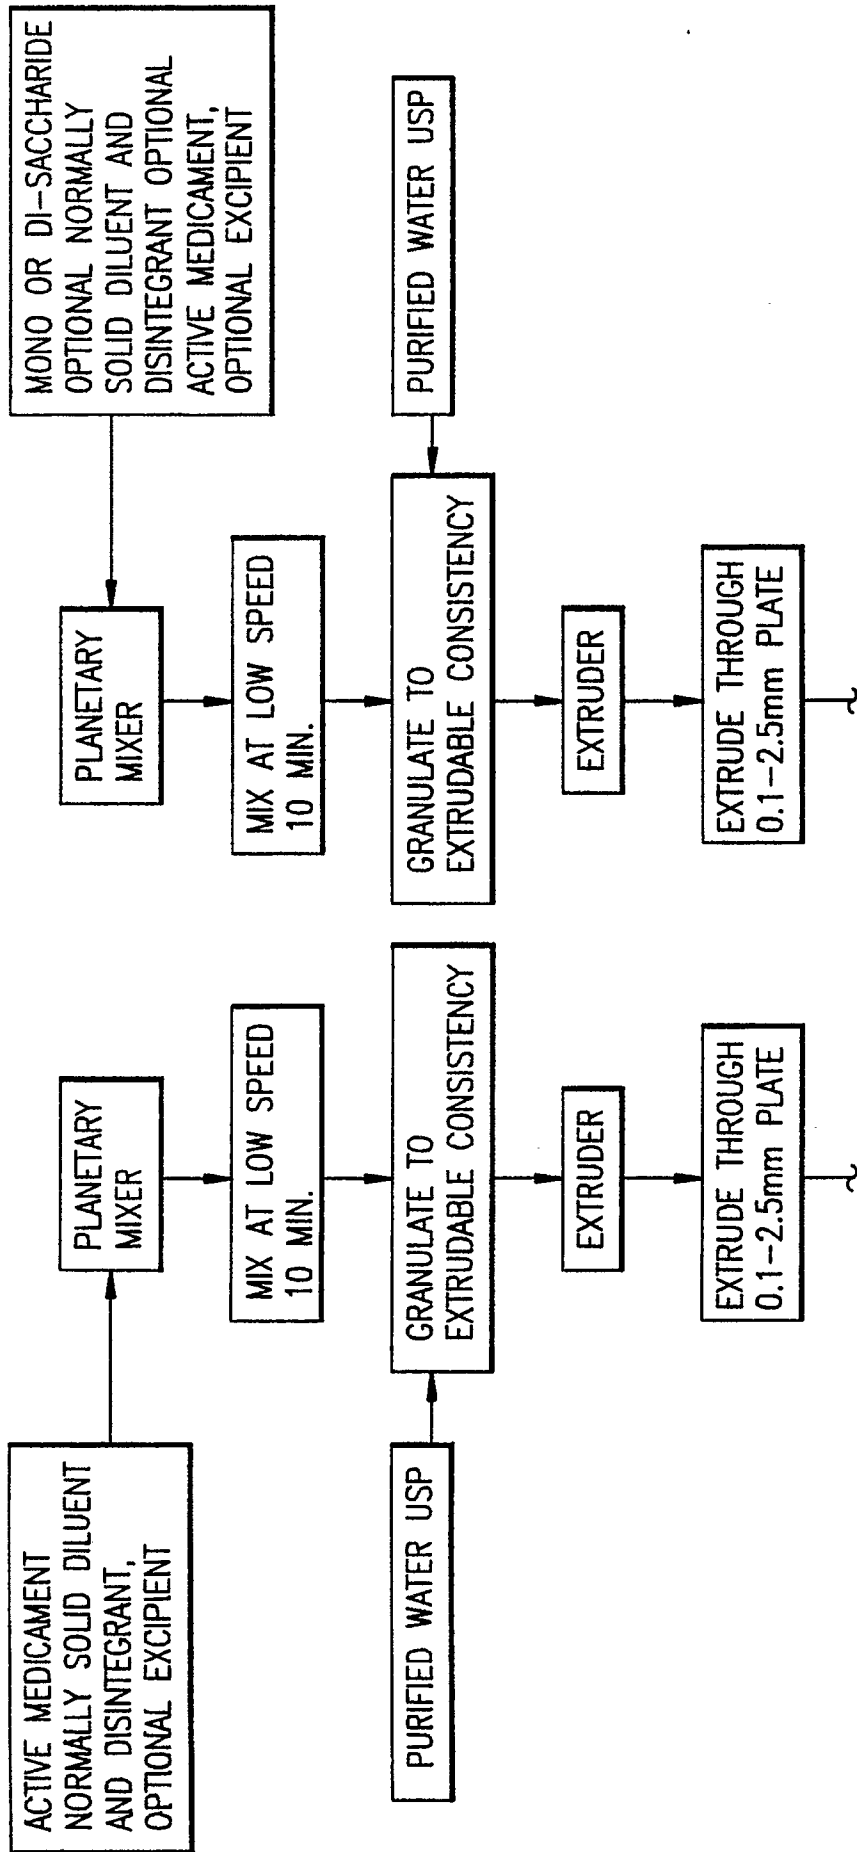 ACTIVE MEDICAMENT
NORMALLY SOLID DILUENT
AND DISINTEGRANT,
OPTIONAL EXCIPIENT
PLANETARY
MIXER
MIX AT LOW SPEED
10 MIN.
PURIFIED WATER USP
GRANULATE TO
EXTRUDABLE CONSISTENCY
EXTRUDER
EXTRUDE THROUGH
0.1-2.5mm PLATE
MONO OR DI-SACCHARIDE
OPTIONAL NORMALLY
SOLID DILUENT AND
DISINTEGRANT OPTIONAL
ACTIVE MEDICAMENT,
OPTIONAL EXCIPIENT
PLANETARY
MIXER
MIX AT LOW SPEED
10 MIN.
PURIFIED WATER USP
GRANULATE TO
EXTRUDABLE CONSISTENCY
EXTRUDER
EXTRUDE THROUGH
0.1-2.5mm PLATE